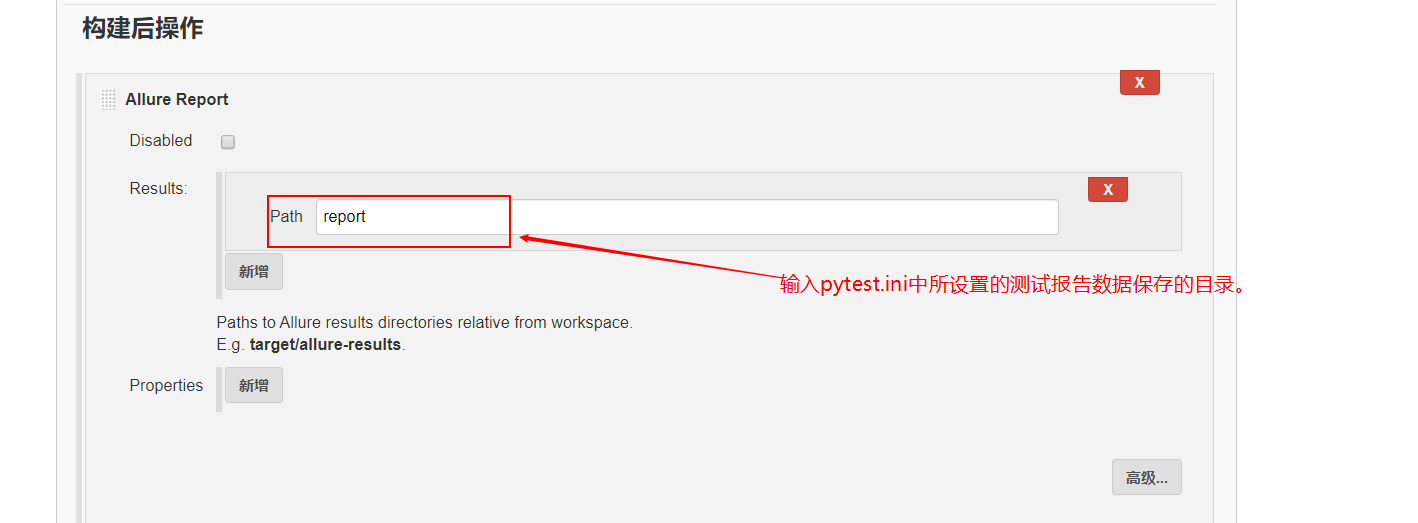 构建后操作
X
Allure Report
Disabled
Results:
X
Path report
新增
输入pytest.ini中所设置的测试报告数据保存的目录。
Paths to Allure results directories relative from workspace.
E.g. target/allure-results.
Properties 新增
高级...